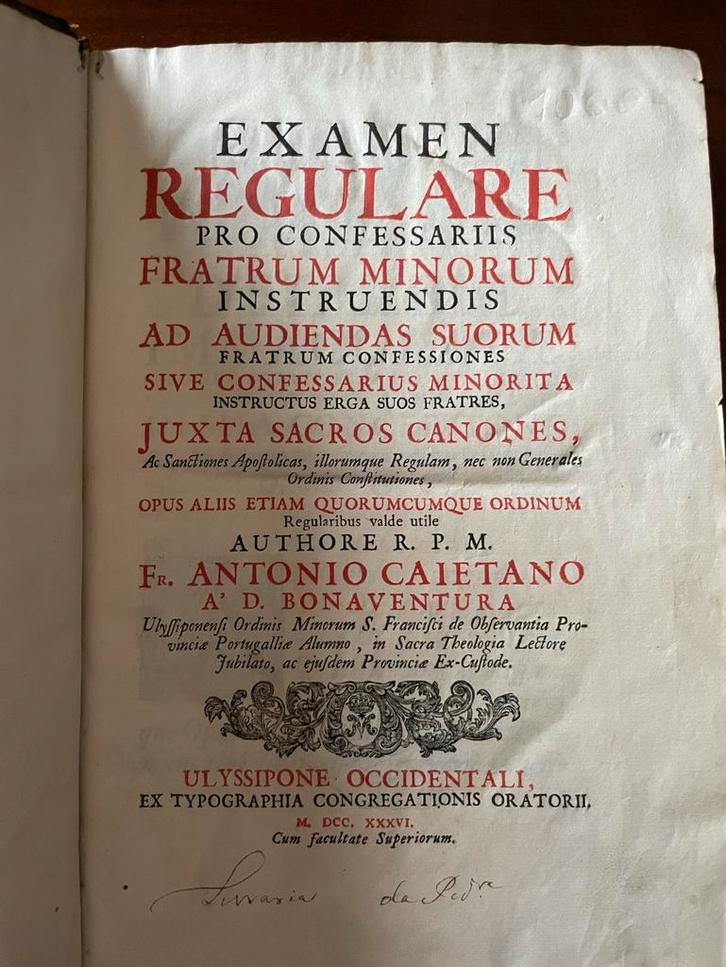 EXAMEN
REGULARE
PRO CONFESSARIIS
FRATRUM MINORUM
INSTRUENDIS
AD AUDIENDAS SUORUM
FRATRUM CONFESSIONES
SIVE CONFESSARIUS MINORITA
INSTRUCTUS ERGA SUOS FRATRES,
JUXTA SACROS CANONES,
Ac Sanctiones Apoſtolicas, illorumque Regulam, nec non Generales
Ordinis Conſtitutiones,
OPUS ALIIS ETIAM QUORUMCUMQUE ORDINUM
Regularibus valde utile
AUTHORE R. P. M.
FR. ANTONIO CAIETANO
A' D. BONAVENTURA
Ulyſſiponenſi Ordinis Minorum S. Franciſci de Obſervantia Pro-
vinciæ Portugalliæ Alumno, in Sacra Theologia Lectore
Jubilato, ac ejuſdem Provinciæ Ex-Cuſtode.
ULYSSIPONE OCCIDENTALI,
EX TYPOGRAPHIA CONGREGATIONIS ORATORII.
M. DCC. XXXVI.
Cum facultate Superiorum.
da Pedra